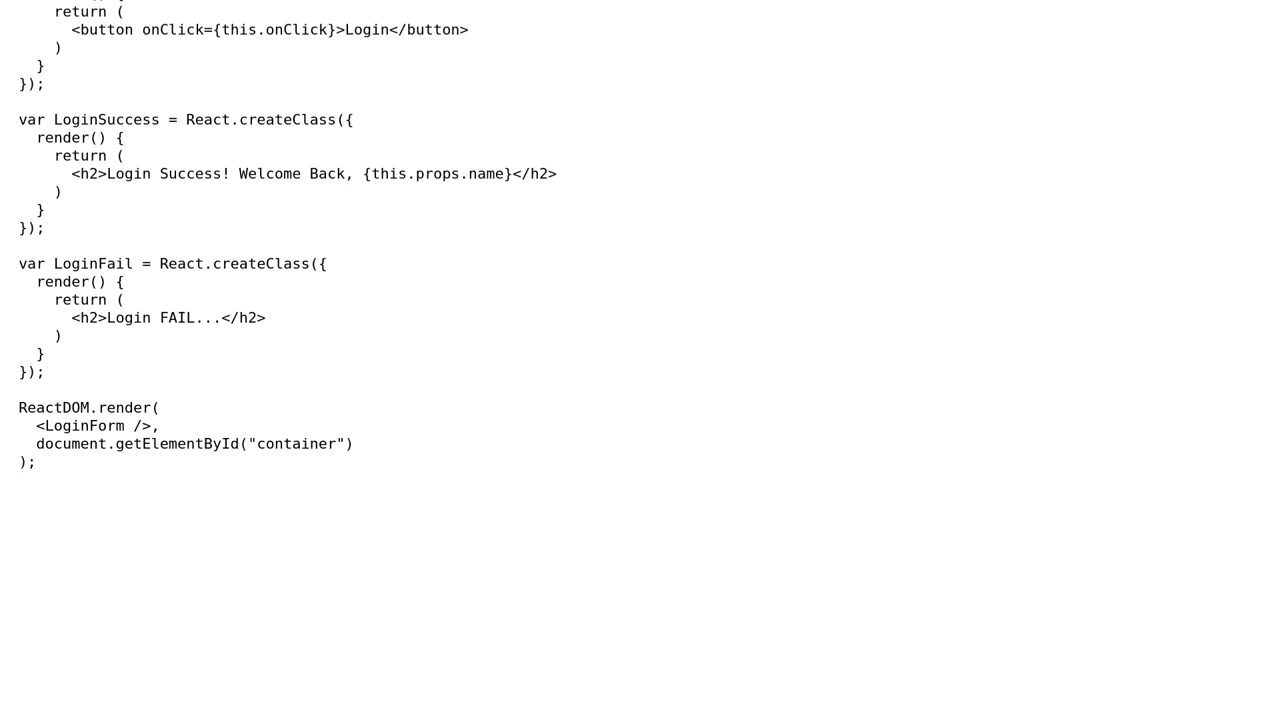 return (
      <button onClick={this.onClick}>Login</button>
    )
  }
});

var LoginSuccess = React.createClass({
  render() {
    return (
      <h2>Login Success! Welcome Back, {this.props.name}</h2>
    )
  }
});

var LoginFail = React.createClass({
  render() {
    return (
      <h2>Login FAIL...</h2>
    )
  }
});

ReactDOM.render(
  <LoginForm />,
  document.getElementById("container")
);